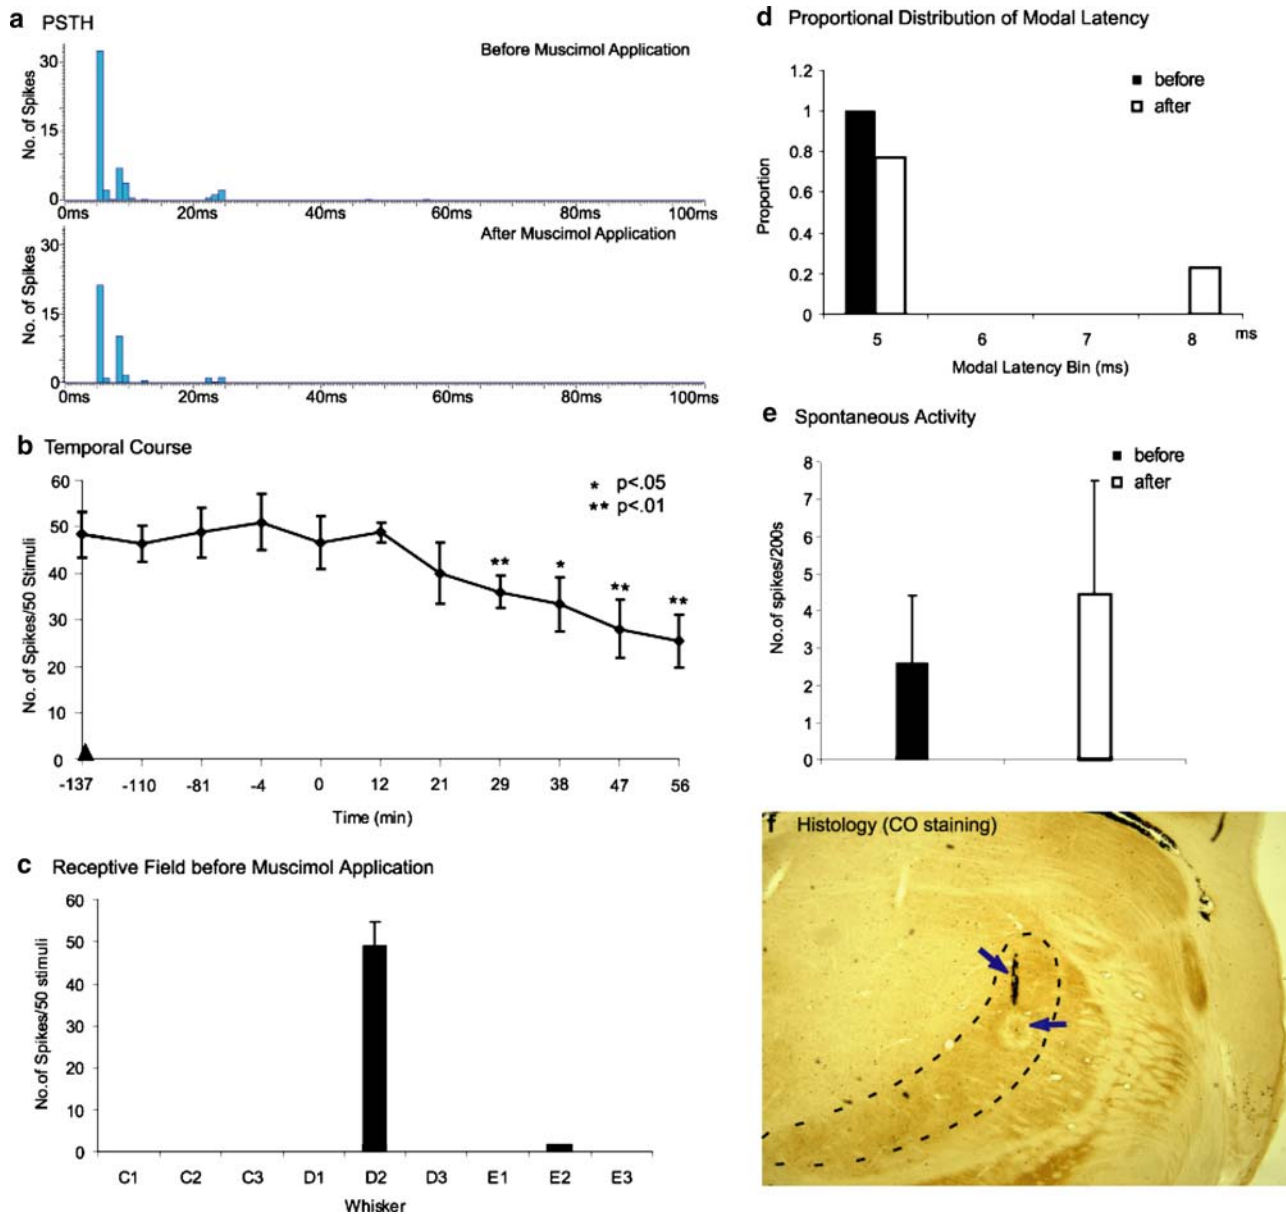 a PSTH
Before Muscimol Application
No. of Spikes
30
15
0
0ms 20ms 40ms 60ms 80ms 100ms
After Muscimol Application
No. of Spikes
30
15
0
0ms 20ms 40ms 60ms 80ms 100ms
b Temporal Course
* p<.05
** p<.01
No. of Spikes/50 Stimuli
60
50
40
30
20
10
0
** * ** **
-137 -110 -81 -4 0 12 21 29 38 47 56
Time (min)
c Receptive Field before Muscimol Application
No.of Spikes/50 stimuli
60
50
40
30
20
10
0
C1 C2 C3 D1 D2 D3 E1 E2 E3
Whisker
d Proportional Distribution of Modal Latency
before
after
Proportion
1.2
1
0.8
0.6
0.4
0.2
0
5 6 7 8 ms
Modal Latency Bin (ms)
e Spontaneous Activity
before
after
No.of spikes/200s
8
7
6
5
4
3
2
1
0
f Histology (CO staining)